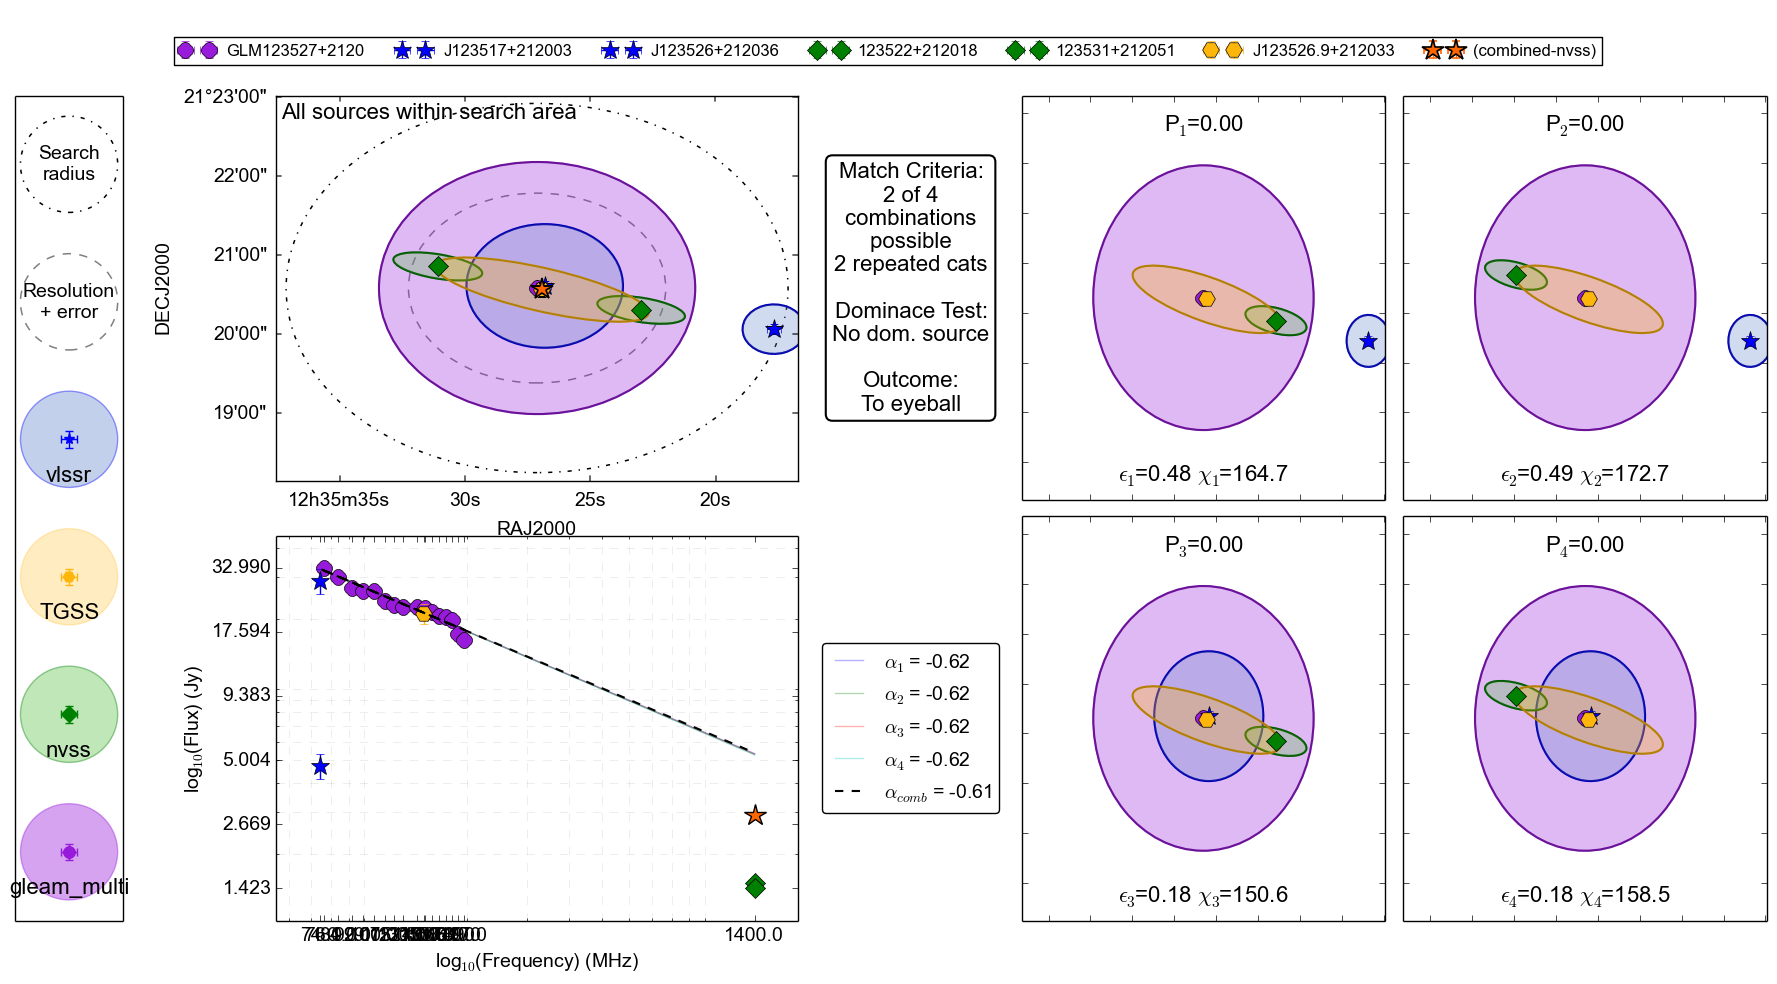 GLM123527+2120 J123517+212003 J123526+212036 123522+212018 123531+212051 J123526.9+212033 (combined-nvss)
Search
radius
Resolution
+ error
vlssr
TGSS
nvss
gleam_multi
All sources within search area
DECJ2000
21°23'00"
22'00"
21'00"
20'00"
19'00"
12h35m35s 30s 25s 20s
RAJ2000
Match Criteria:
2 of 4
combinations
possible
2 repeated cats
Dominace Test:
No dom. source
Outcome:
To eyeball
P1=0.00
ϵ1=0.48 χ1=164.7
P2=0.00
ϵ2=0.49 χ2=172.7
log10(Flux) (Jy)
32.990
17.594
9.383
5.004
2.669
1.423
1400.0
log10(Frequency) (MHz)
α1 = -0.62
α2 = -0.62
α3 = -0.62
α4 = -0.62
αcomb = -0.61
P3=0.00
ϵ3=0.18 χ3=150.6
P4=0.00
ϵ4=0.18 χ4=158.5